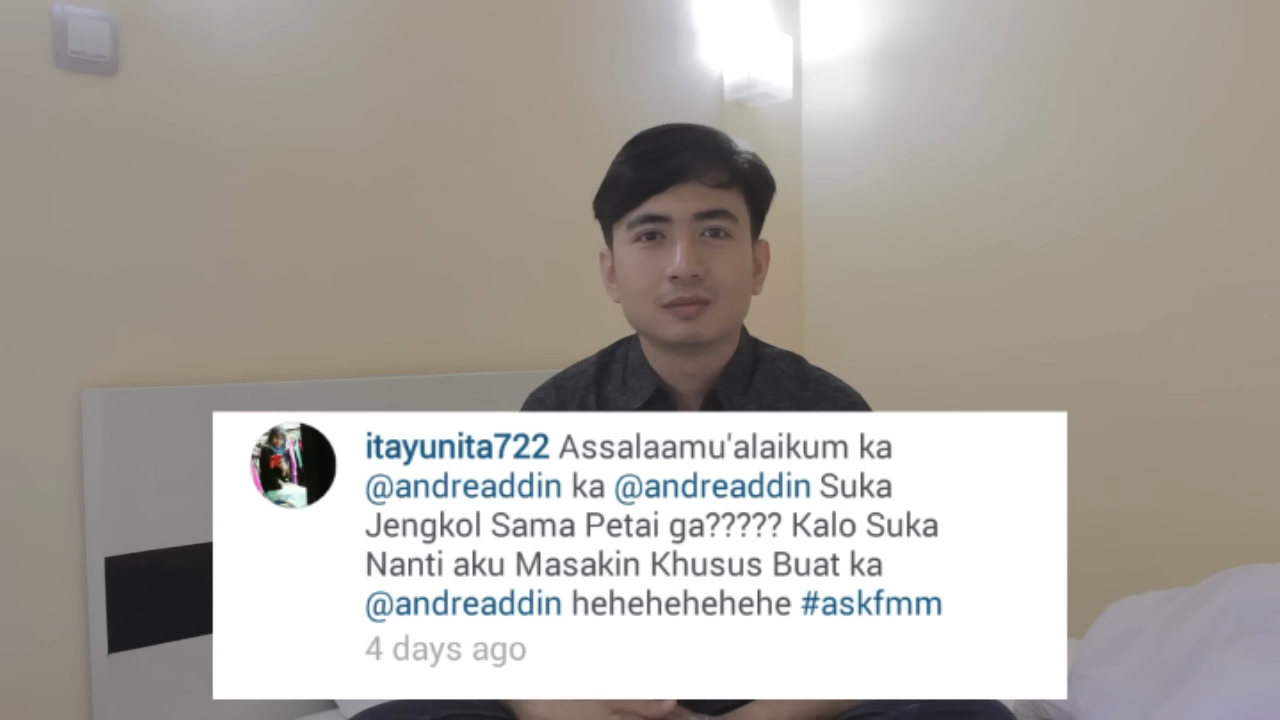 itayunita722 Assalaamu'alaikum ka
@andreaddin ka @andreaddin Suka
Jengkol Sama Petai ga????? Kalo Suka
Nanti aku Masakin Khusus Buat ka
@andreaddin hehehehehehe #askfmm
4 days ago